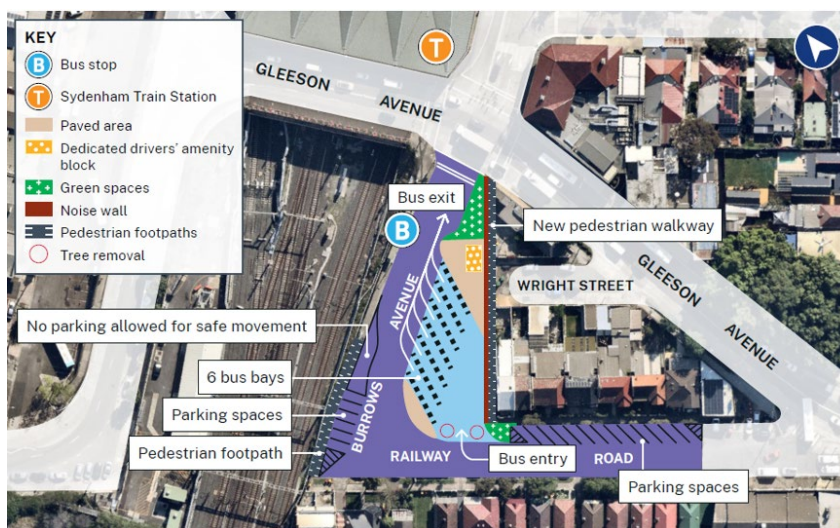 KEY
B
Bus stop
T
Sydenham Train Station
Paved area
Dedicated drivers' amenity
block
Green spaces
Noise wall
Pedestrian footpaths
Tree removal
T
GLEESON AVENUE
Bus exit
B
New pedestrian walkway
WRIGHT STREET
GLEESON AVENUE
No parking allowed for safe movement
6 bus bays
Parking spaces
BURROWS AVENUE
Pedestrian footpath
RAILWAY ROAD
Bus entry
Parking spaces